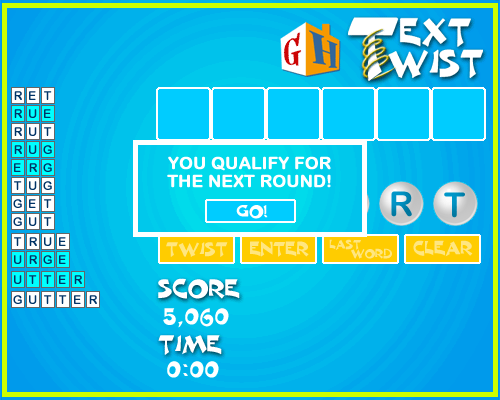 GH
TEXT
TWIST
RET
RUE
RUT
RUG
ERG
TUG
GET
GUT
TRUE
URGE
UTTER
GUTTER
YOU QUALIFY FOR
THE NEXT ROUND!
GO!
R T
TWIST ENTER LAST WORD CLEAR
SCORE
5,060
TIME
0:00